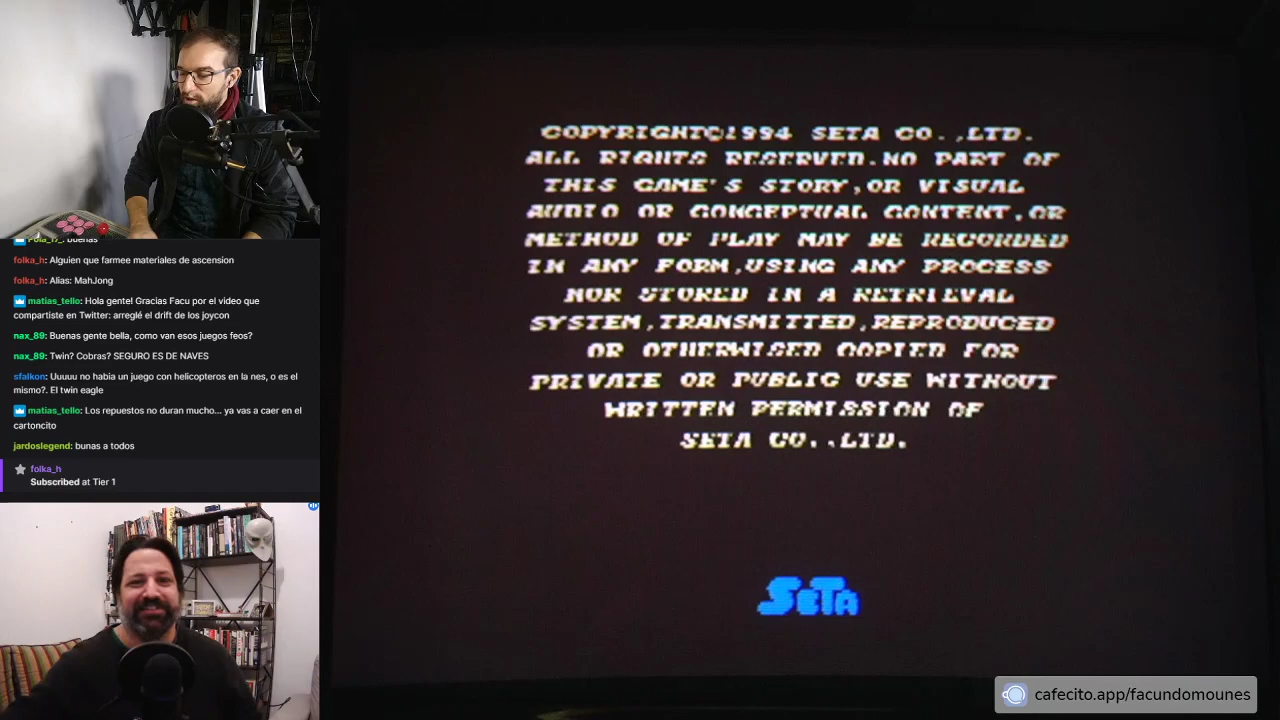 buenas
folka_h: Alguien que farmee materiales de ascension
folka_h: Alias: MahJong
matias_tello: Hola gente! Gracias Facu por el video que
compartiste en Twitter: arreglé el drift de los joycon
nax_89: Buenas gente bella, como van esos juegos feos?
nax_89: Twin? Cobras? SEGURO ES DE NAVES
sfalkon: Uuuuu no habia un juego con helicopteros en la nes, o es el
mismo?. El twin eagle
matias_tello: Los repuestos no duran mucho... ya vas a caer en el
cartoncito
jardoslegend: bunas a todos
folka_h
Subscribed at Tier 1
COPYRIGHT©1994 SETA CO.,LTD.
ALL RIGHTS RESERVED.NO PART OF
THIS GAME'S STORY,OR VISUAL
AUDIO OR CONCEPTUAL CONTENT,OR
METHOD OF PLAY MAY BE RECORDED
IN ANY FORM,USING ANY PROCESS
NOR STORED IN A RETRIEVAL
SYSTEM,TRANSMITTED,REPRODUCED
OR OTHERWISED COPIED FOR
PRIVATE OR PUBLIC USE WITHOUT
WRITTEN PERMISSION OF
SETA CO.,LTD.
SETA
cafecito.app/facundomounes